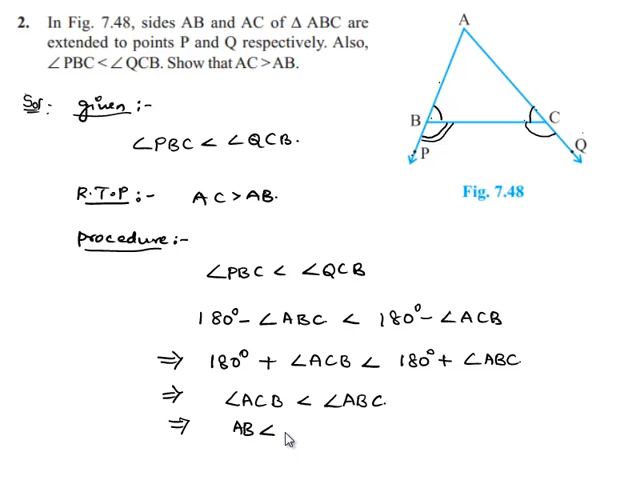 2. In Fig. 7.48, sides AB and AC of Δ ABC are
extended to points P and Q respectively. Also,
∠ PBC < ∠ QCB. Show that AC > AB.
A
B
C
P
Q
Fig. 7.48
Sol: given :-
∠PBC < ∠QCB.
R.T.P :- AC > AB.
procedure :-
∠PBC < ∠QCB
180° - ∠ABC < 180° - ∠ACB
⇒ 180° + ∠ACB < 180° + ∠ABC
⇒ ∠ACB < ∠ABC.
⇒ AB <